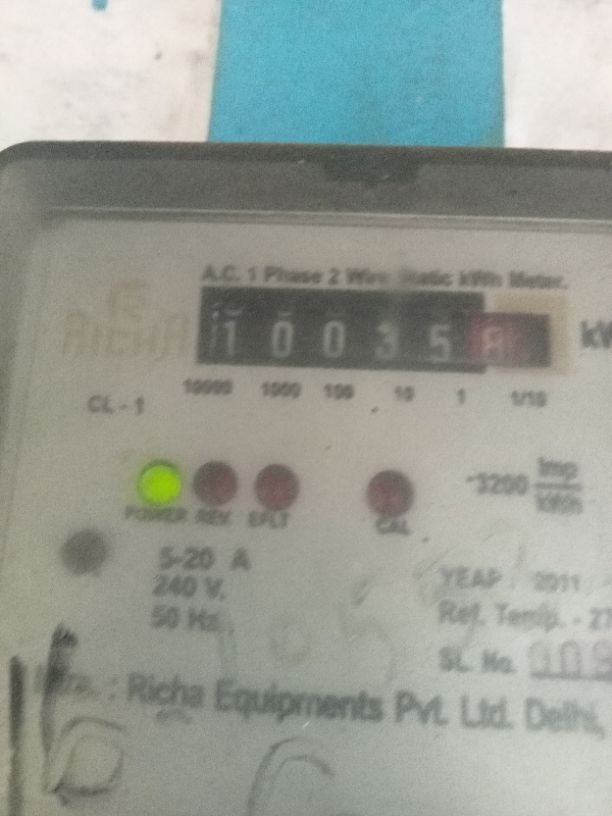 A.C. 1 Phase 2 Wire Static kWh Meter.
RICHA
1 0 0 3 5
10000 1000 100 10 1 1/10
CL - 1
3200 Imp
kWh
POWER REV. EFLT CAL
5-20 A
240 V.
50 Hz.
YEAR 2011
Ref. Temp. - 27
SL. No.
Richa Equipments Pvt. Ltd. Delhi,